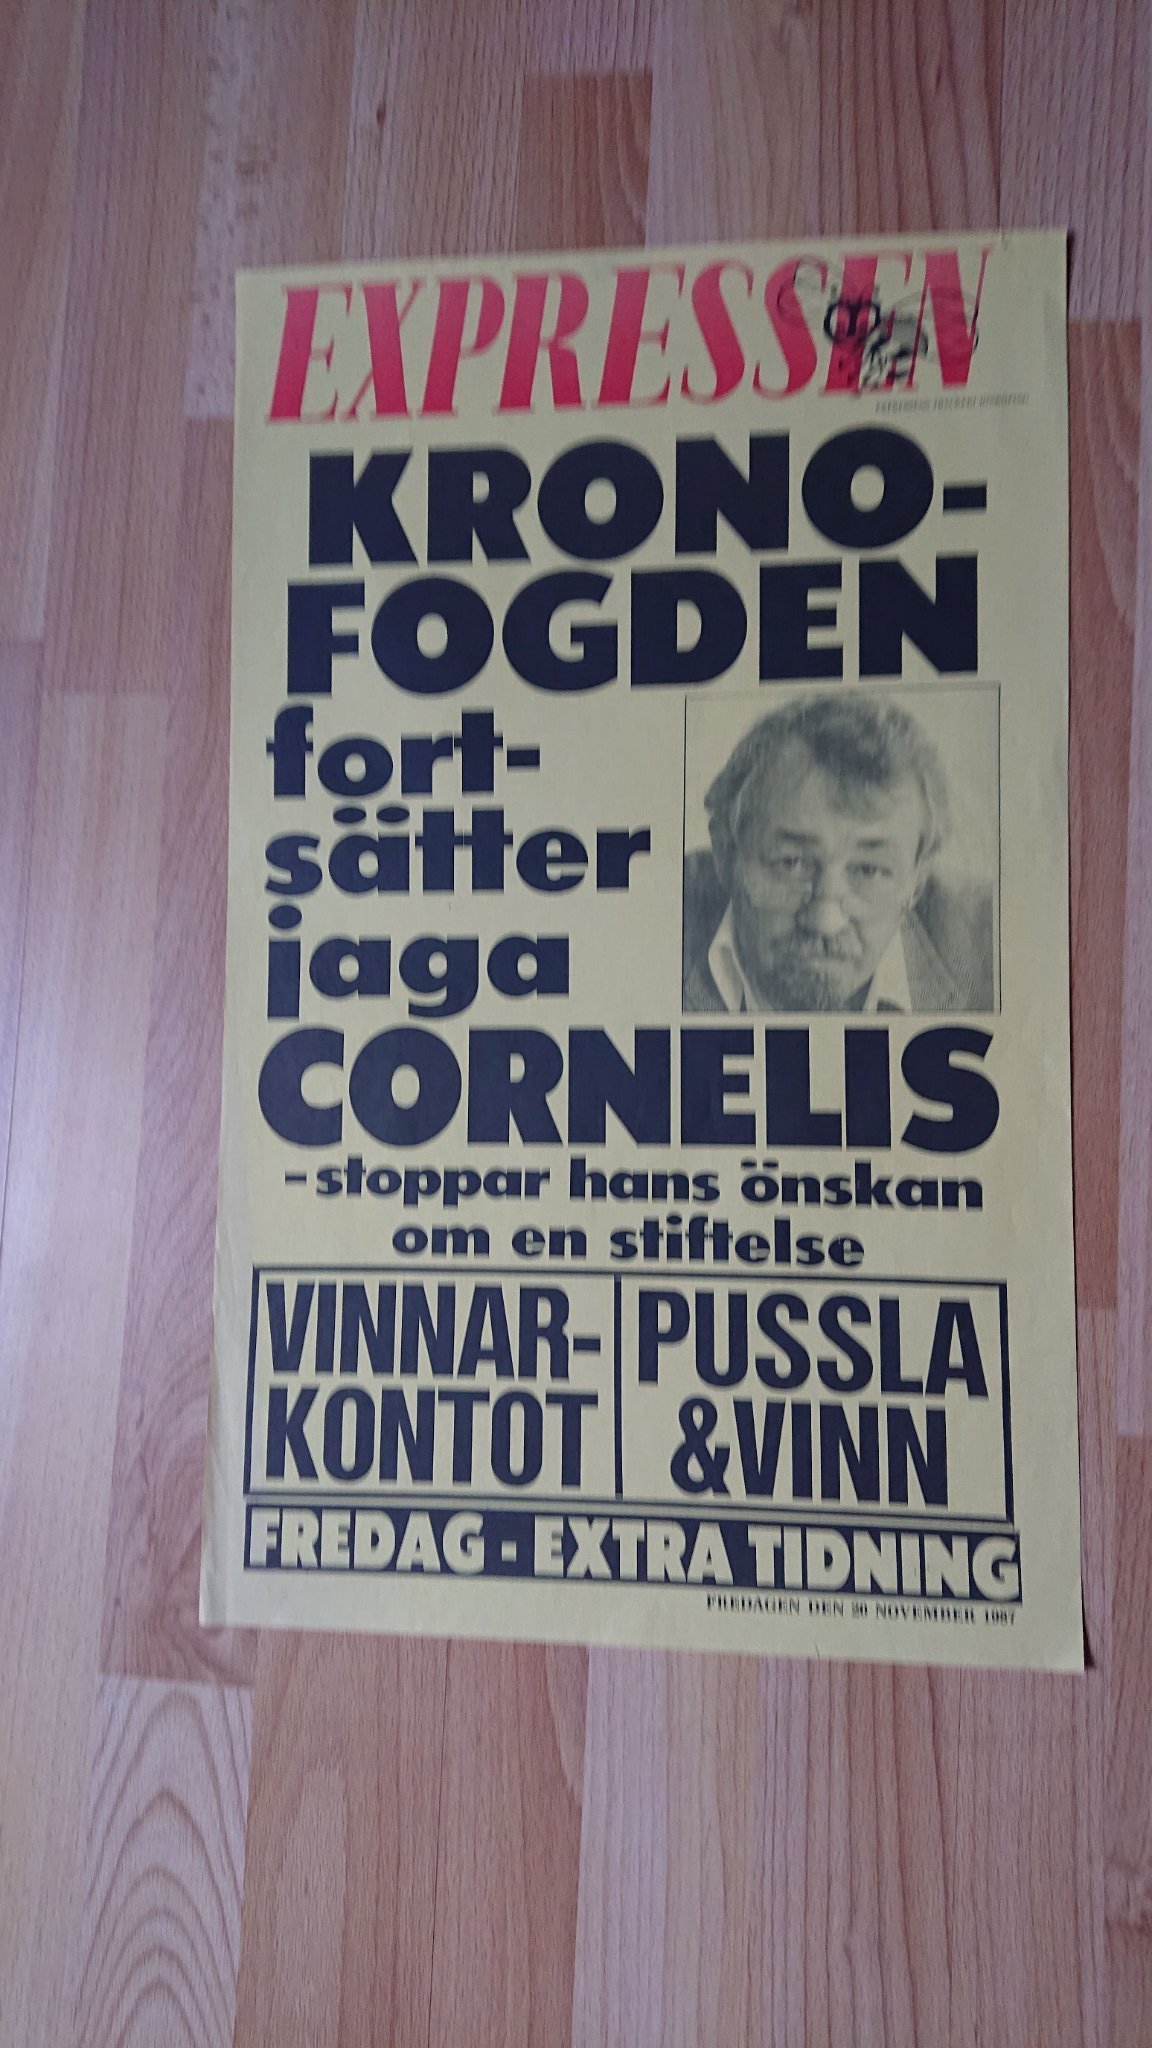 EXPRESSEN
KRONO-
FOGDEN
fort-
sätter
jaga
CORNELIS
-stoppar hans önskan
om en stiftelse
VINNAR-
KONTOT
PUSSLA
&VINN
FREDAG - EXTRA TIDNING
FREDAGEN DEN 20 NOVEMBER 1987